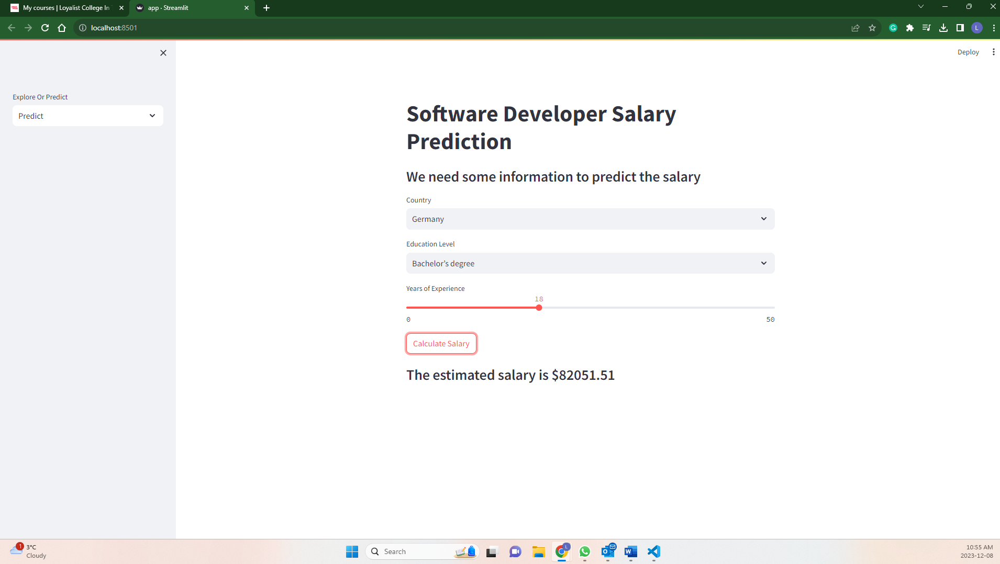 My courses | Loyalist College In
app · Streamlit
localhost:8501
G
L
Deploy
Explore Or Predict
Predict
Software Developer Salary
Prediction
We need some information to predict the salary
Country
Germany
Education Level
Bachelor’s degree
Years of Experience
18
0
50
Calculate Salary
The estimated salary is $82051.51
1
3°C
Cloudy
Search
L
10:55 AM
2023-12-08